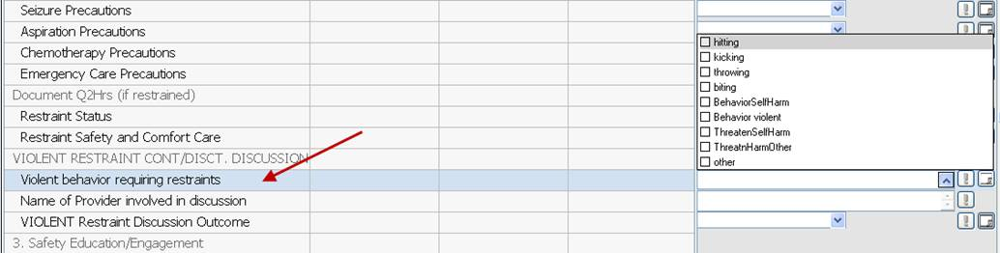 Seizure Precautions
Aspiration Precautions
Chemotherapy Precautions
Emergency Care Precautions
Document Q2Hrs (if restrained)
Restraint Status
Restraint Safety and Comfort Care
VIOLENT RESTRAINT CONT/DISCT. DISCUSSION
Violent behavior requiring restraints
Name of Provider involved in discussion
VIOLENT Restraint Discussion Outcome
3. Safety Education/Engagement
hitting
kicking
throwing
biting
BehaviorSelfHarm
Behavior violent
ThreatenSelfHarm
ThreatnHarmOther
other